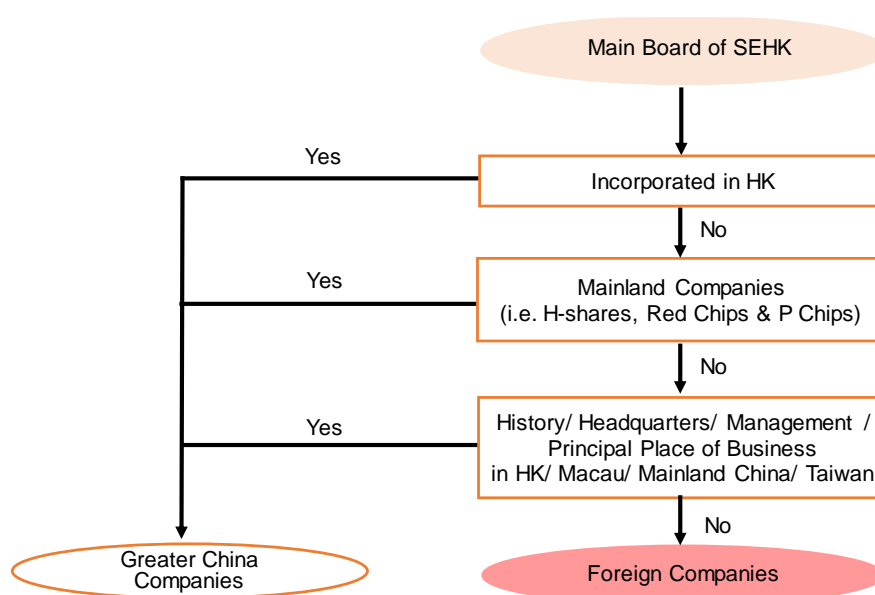 Main Board of SEHK
Yes
Incorporated in HK
No
Yes
Mainland Companies
(i.e. H-shares, Red Chips & P Chips)
No
Yes
History/ Headquarters/ Management /
Principal Place of Business
in HK/ Macau/ Mainland China/ Taiwan
No
Greater China
Companies
Foreign Companies